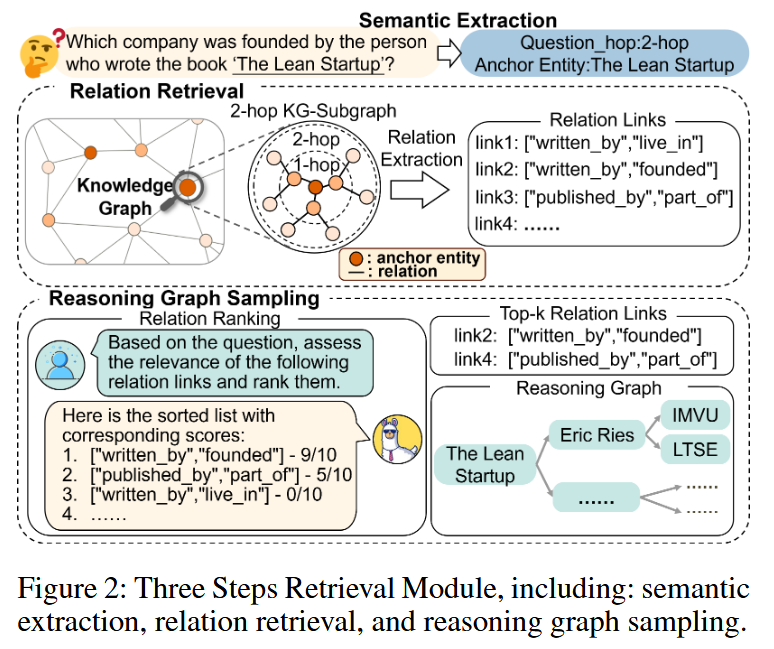 Semantic Extraction
?
Which company was founded by the person
who wrote the book ‘The Lean Startup’?
Question_hop:2-hop
Anchor Entity:The Lean Startup
Relation Retrieval
2-hop KG-Subgraph
Knowledge
Graph
2-hop
1-hop
Relation
Extraction
Relation Links
link1: ["written_by","live_in"]
link2: ["written_by","founded"]
link3: ["published_by","part_of"]
link4: ......
: anchor entity
: relation
Reasoning Graph Sampling
Relation Ranking
Based on the question, assess
the relevance of the following
relation links and rank them.
Here is the sorted list with
corresponding scores:
1. ["written_by","founded"] - 9/10
2. ["published_by","part_of"] - 5/10
3. ["written_by","live_in"] - 0/10
4. ......
Top-k Relation Links
link2: ["written_by","founded"]
link4: ["published_by","part_of"]
Reasoning Graph
The Lean
Startup
Eric Ries
IMVU
LTSE
......
......
......
Figure 2: Three Steps Retrieval Module, including: semantic
extraction, relation retrieval, and reasoning graph sampling.